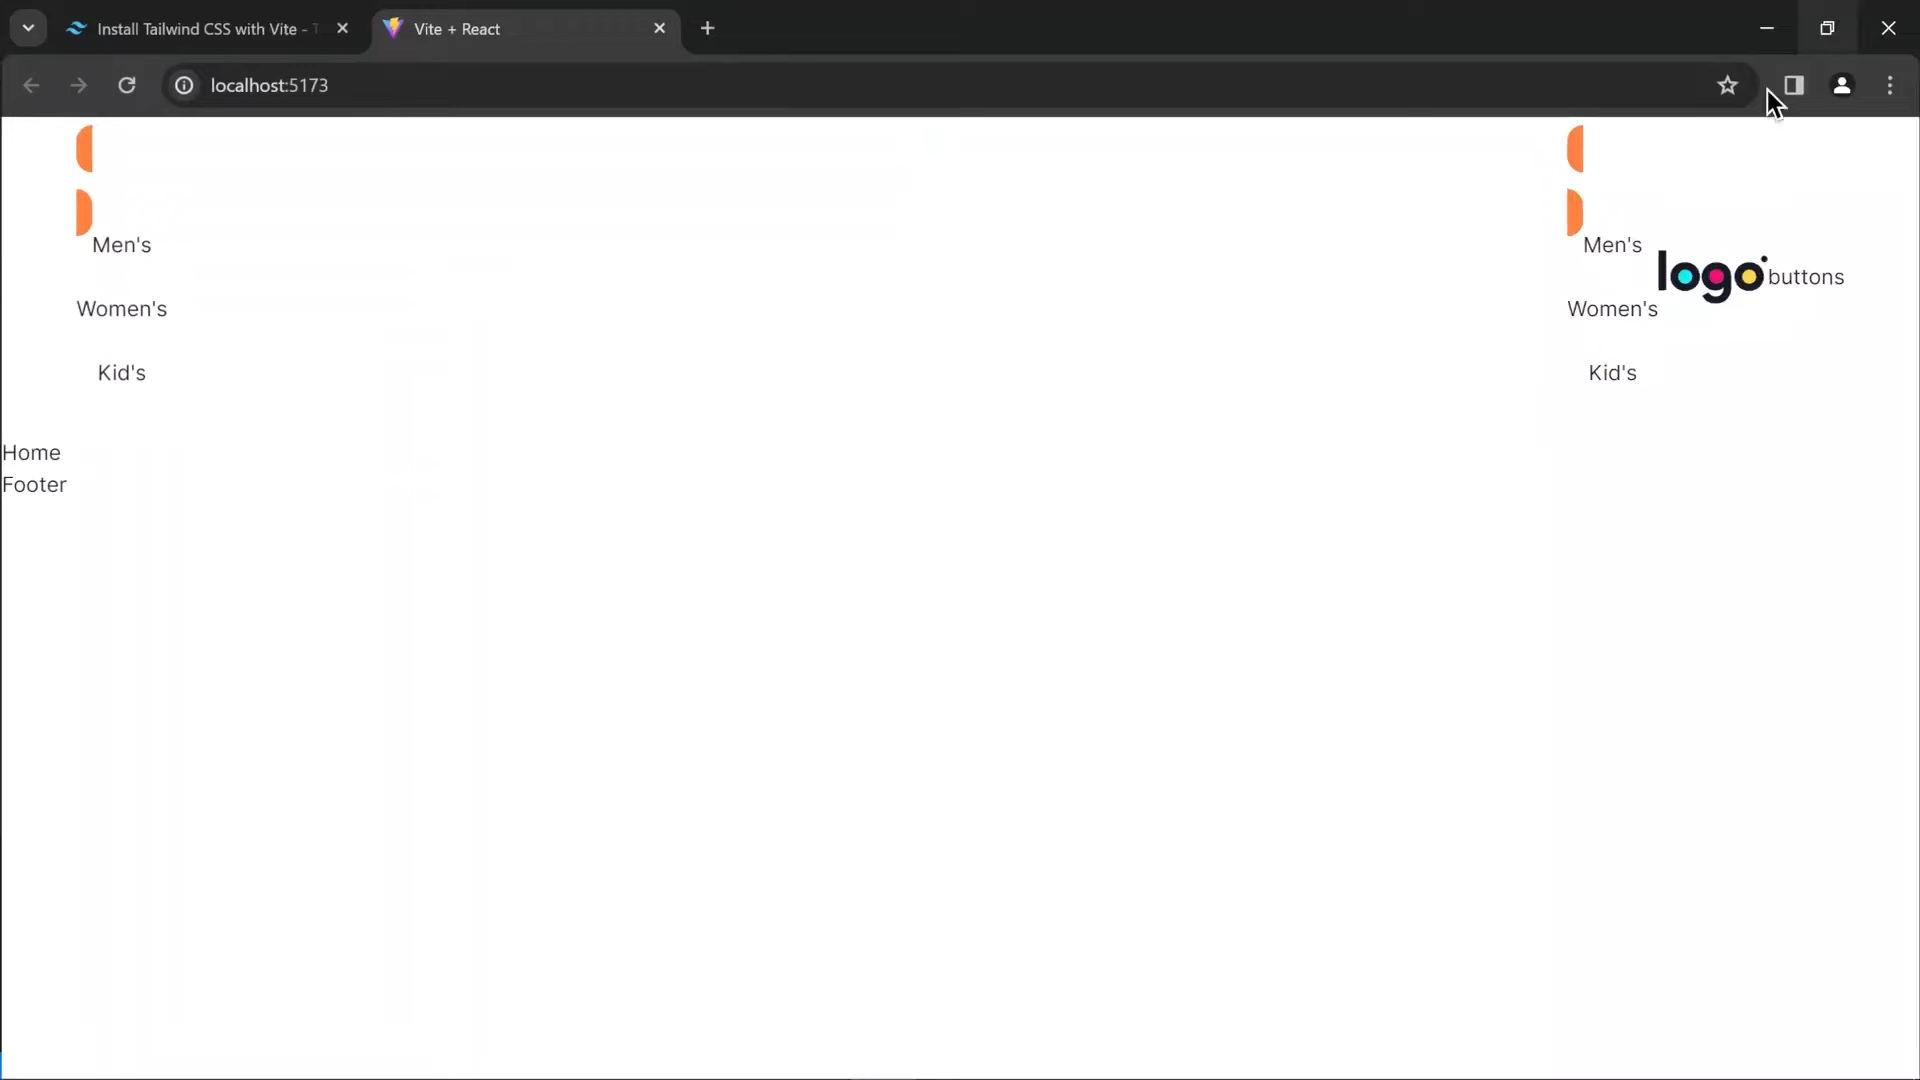 Install Tailwind CSS with Vite - T
Vite + React
localhost:5173
Men's
Women's
Kid's
Men's
Women's
Kid's
logo
buttons
Home
Footer